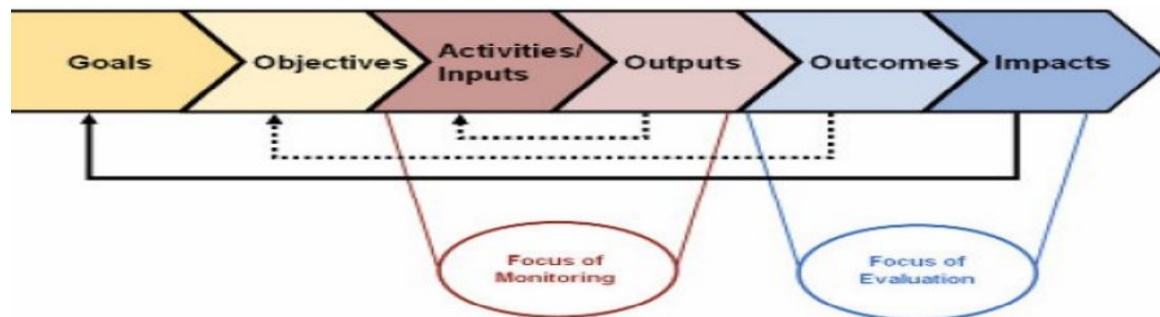 Goals
Objectives
Activities/
Inputs
Outputs
Outcomes
Impacts
Focus of
Monitoring
Focus of
Evaluation